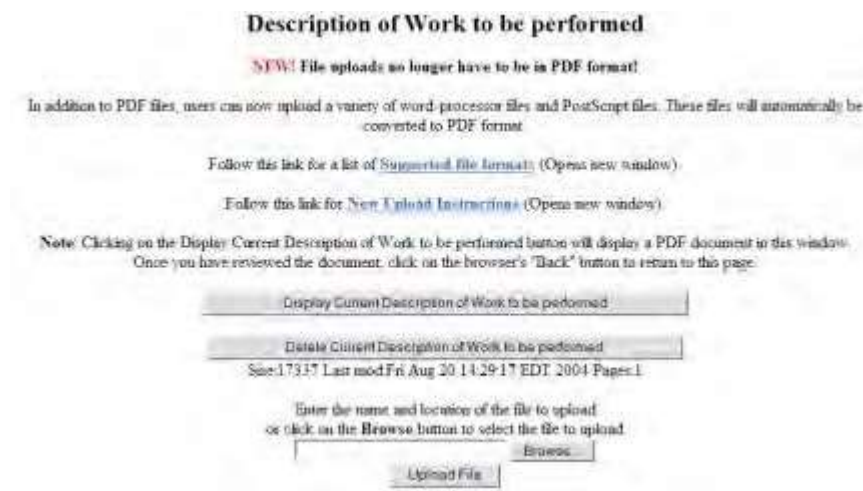 Description of Work to be performed
NEW! File uploads no longer have to be in PDF format!
In addition to PDF files, users can now upload a variety of word-processor files and PostScript files. These files will automatically be
converted to PDF format
Follow this link for a list of Supported file formats (Opens new window)
Follow this link for New Upload Instructions (Opens new window)
Note: Clicking on the Display Current Description of Work to be performed button will display a PDF document in this window.
Once you have reviewed the document, click on the browser's "Back" button to return to this page.
Display Current Description of Work to be performed
Delete Current Description of Work to be performed
Size:17337 Last mod:Fri Aug 20 14:29:17 EDT 2004 Pages:1
Enter the name and location of the file to upload
or click on the Browse button to select the file to upload
Browse...
Upload File